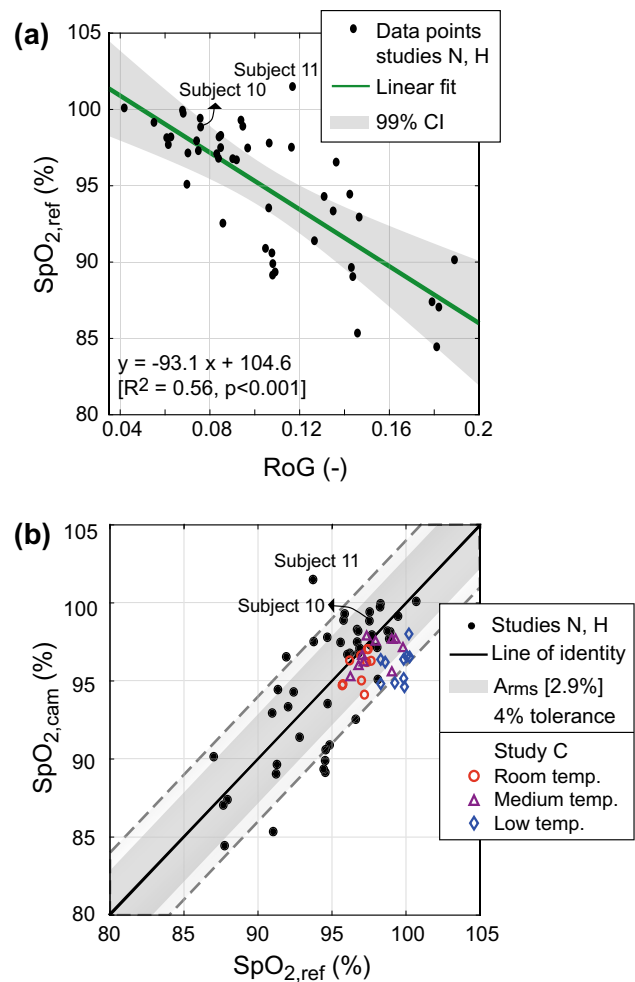 (a)
105
100
95
90
85
80
SpO2,ref (%)
Subject 11
Subject 10
Data points
studies N, H
Linear fit
99% CI
y = -93.1 x + 104.6
[R² = 0.56, p<0.001]
0.04
0.08
0.12
0.16
0.2
RoG (-)
(b)
105
100
95
90
85
80
SpO2,cam (%)
Subject 11
Subject 10
Studies N, H
Line of identity
Arms [2.9%]
4% tolerance
Study C
Room temp.
Medium temp.
Low temp.
80
85
90
95
100
105
SpO2,ref (%)